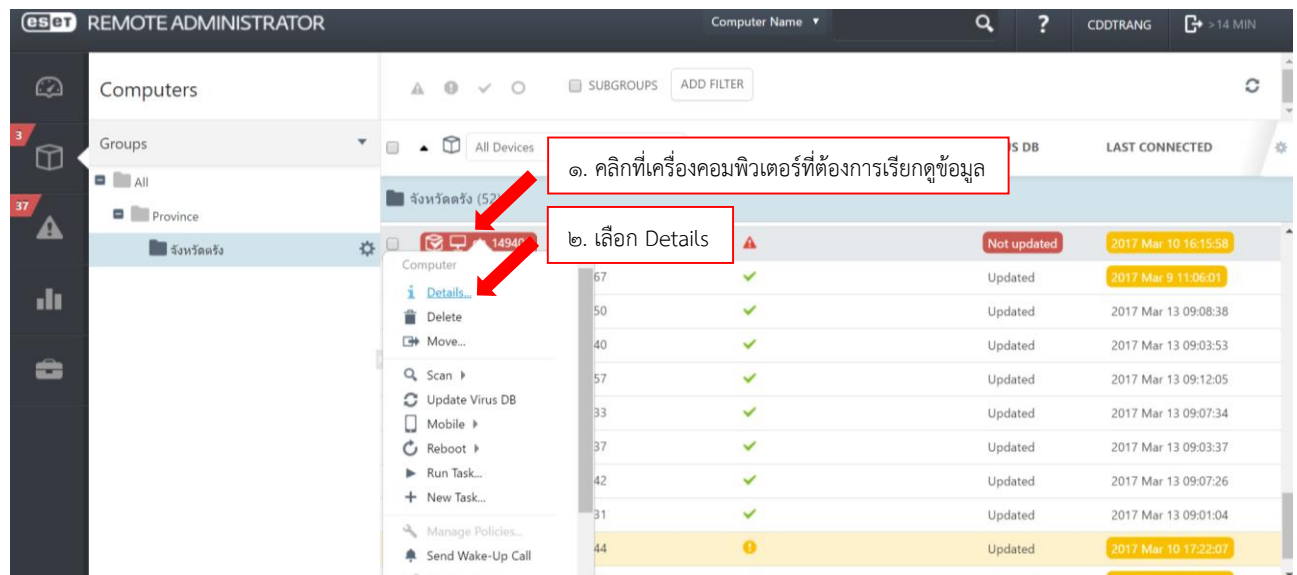 eset REMOTE ADMINISTRATOR
Computer Name
?
CDDTRANG
>14 MIN
Computers
SUBGROUPS
ADD FILTER
3
Groups
All Devices
US DB
LAST CONNECTED
๑. คลิกที่เครื่องคอมพิวเตอร์ที่ต้องการเรียกดูข้อมูล
All
จังหวัดตรัง (52)
37
Province
๒. เลือก Details
จังหวัดตรัง
14940
Not updated
2017 Mar 10 16:15:58
Computer
67
Updated
2017 Mar 9 11:06:01
Details...
50
Updated
2017 Mar 13 09:08:38
Delete
Move...
40
Updated
2017 Mar 13 09:03:53
Scan
57
Updated
2017 Mar 13 09:12:05
Update Virus DB
33
Updated
2017 Mar 13 09:07:34
Mobile
Reboot
37
Updated
2017 Mar 13 09:03:37
Run Task...
42
Updated
2017 Mar 13 09:07:26
New Task...
31
Updated
2017 Mar 13 09:01:04
Manage Policies...
Send Wake-Up Call
44
Updated
2017 Mar 10 17:22:07